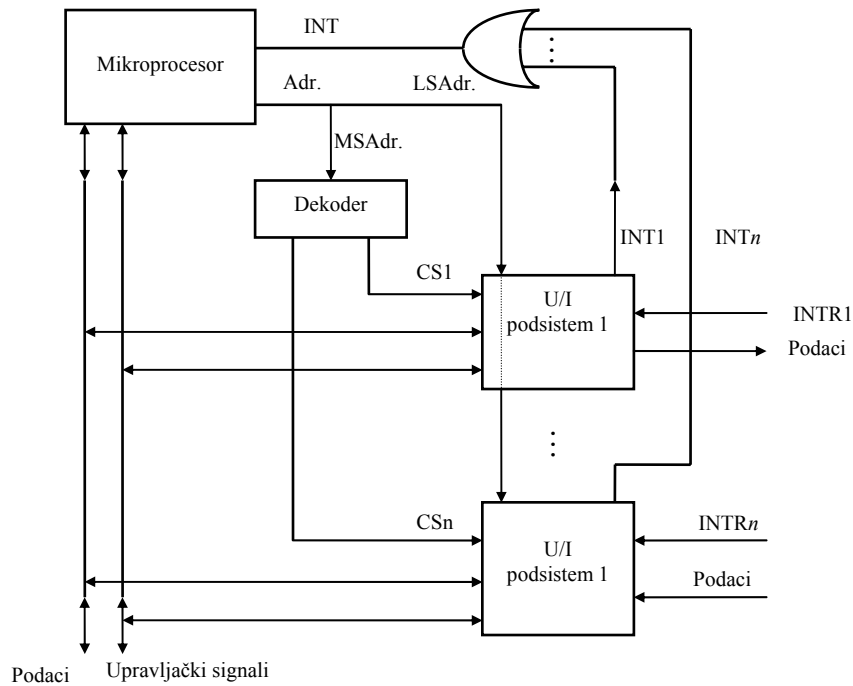 INT
Mikroprocesor
Adr.
LSAdr.
MSAdr.
Dekoder
INT1
INTn
CS1
U/I
podsistem 1
INTR1
Podaci
CSn
U/I
podsistem 1
INTRn
Podaci
Podaci
Upravljački signali